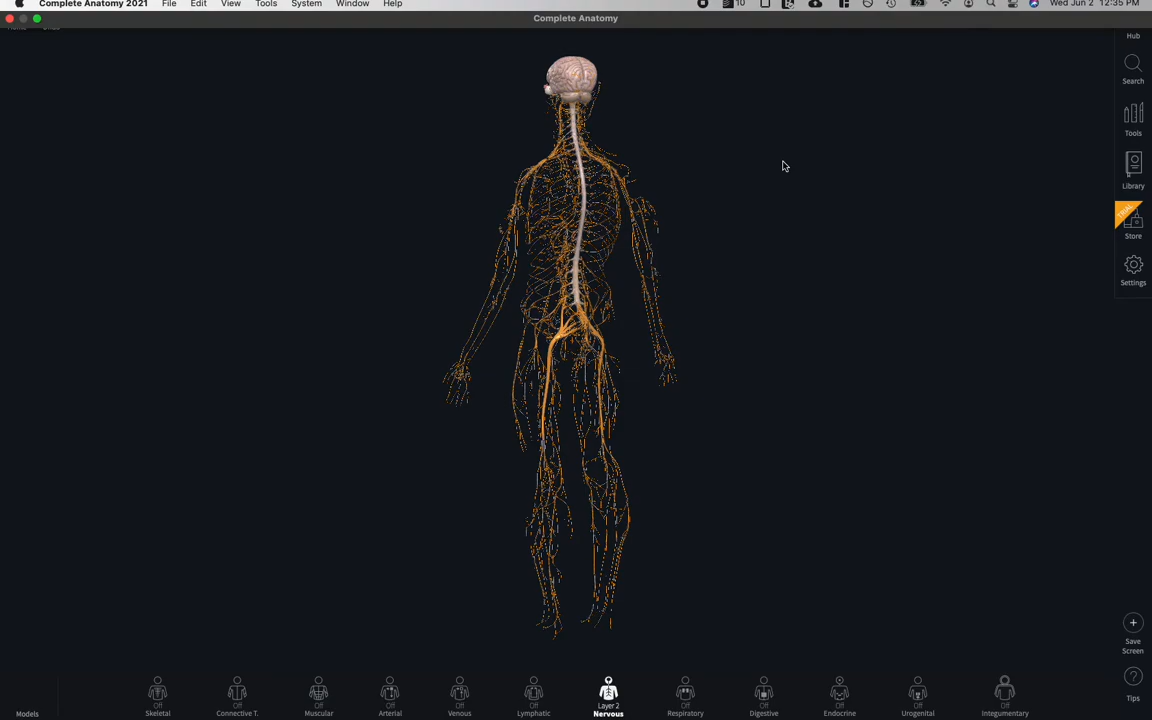 Complete Anatomy 2021 File Edit View Tools System Window Help 10 Wed Jun 2 12:35 PM
Complete Anatomy
Hub
Search
Tools
Library
TRIAL
Store
Settings
+
Save
Screen
?
Tips
Models
Off
Skeletal
Off
Connective T.
Off
Muscular
Off
Arterial
Off
Venous
Off
Lymphatic
Layer 2
Nervous
Off
Respiratory
Off
Digestive
Off
Endocrine
Off
Urogenital
Off
Integumentary